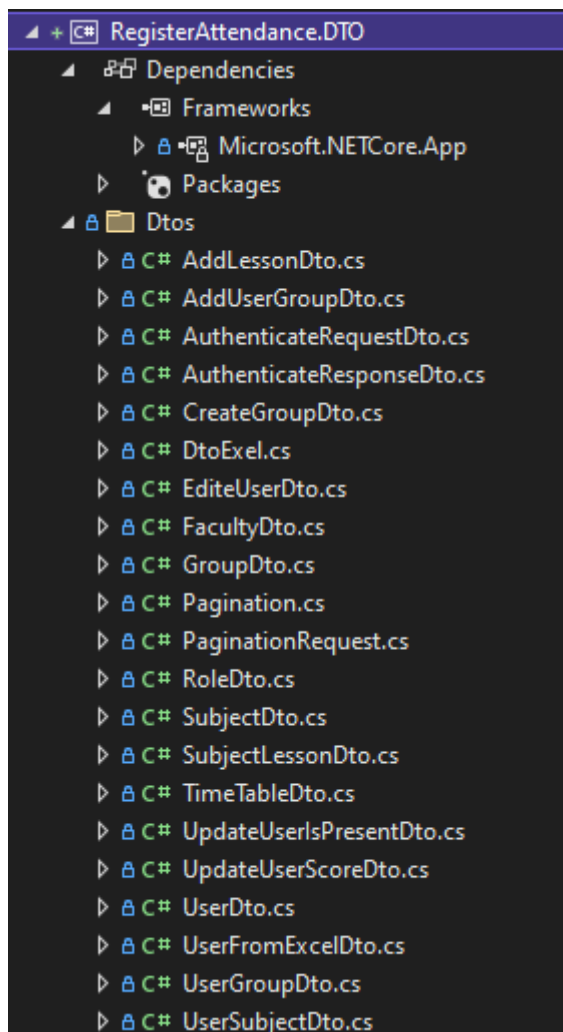 C# RegisterAttendance.DTO
Dependencies
Frameworks
Microsoft.NETCore.App
Packages
Dtos
C# AddLessonDto.cs
C# AddUserGroupDto.cs
C# AuthenticateRequestDto.cs
C# AuthenticateResponseDto.cs
C# CreateGroupDto.cs
C# DtoExel.cs
C# EditeUserDto.cs
C# FacultyDto.cs
C# GroupDto.cs
C# Pagination.cs
C# PaginationRequest.cs
C# RoleDto.cs
C# SubjectDto.cs
C# SubjectLessonDto.cs
C# TimeTableDto.cs
C# UpdateUserIsPresentDto.cs
C# UpdateUserScoreDto.cs
C# UserDto.cs
C# UserFromExcelDto.cs
C# UserGroupDto.cs
C# UserSubjectDto.cs